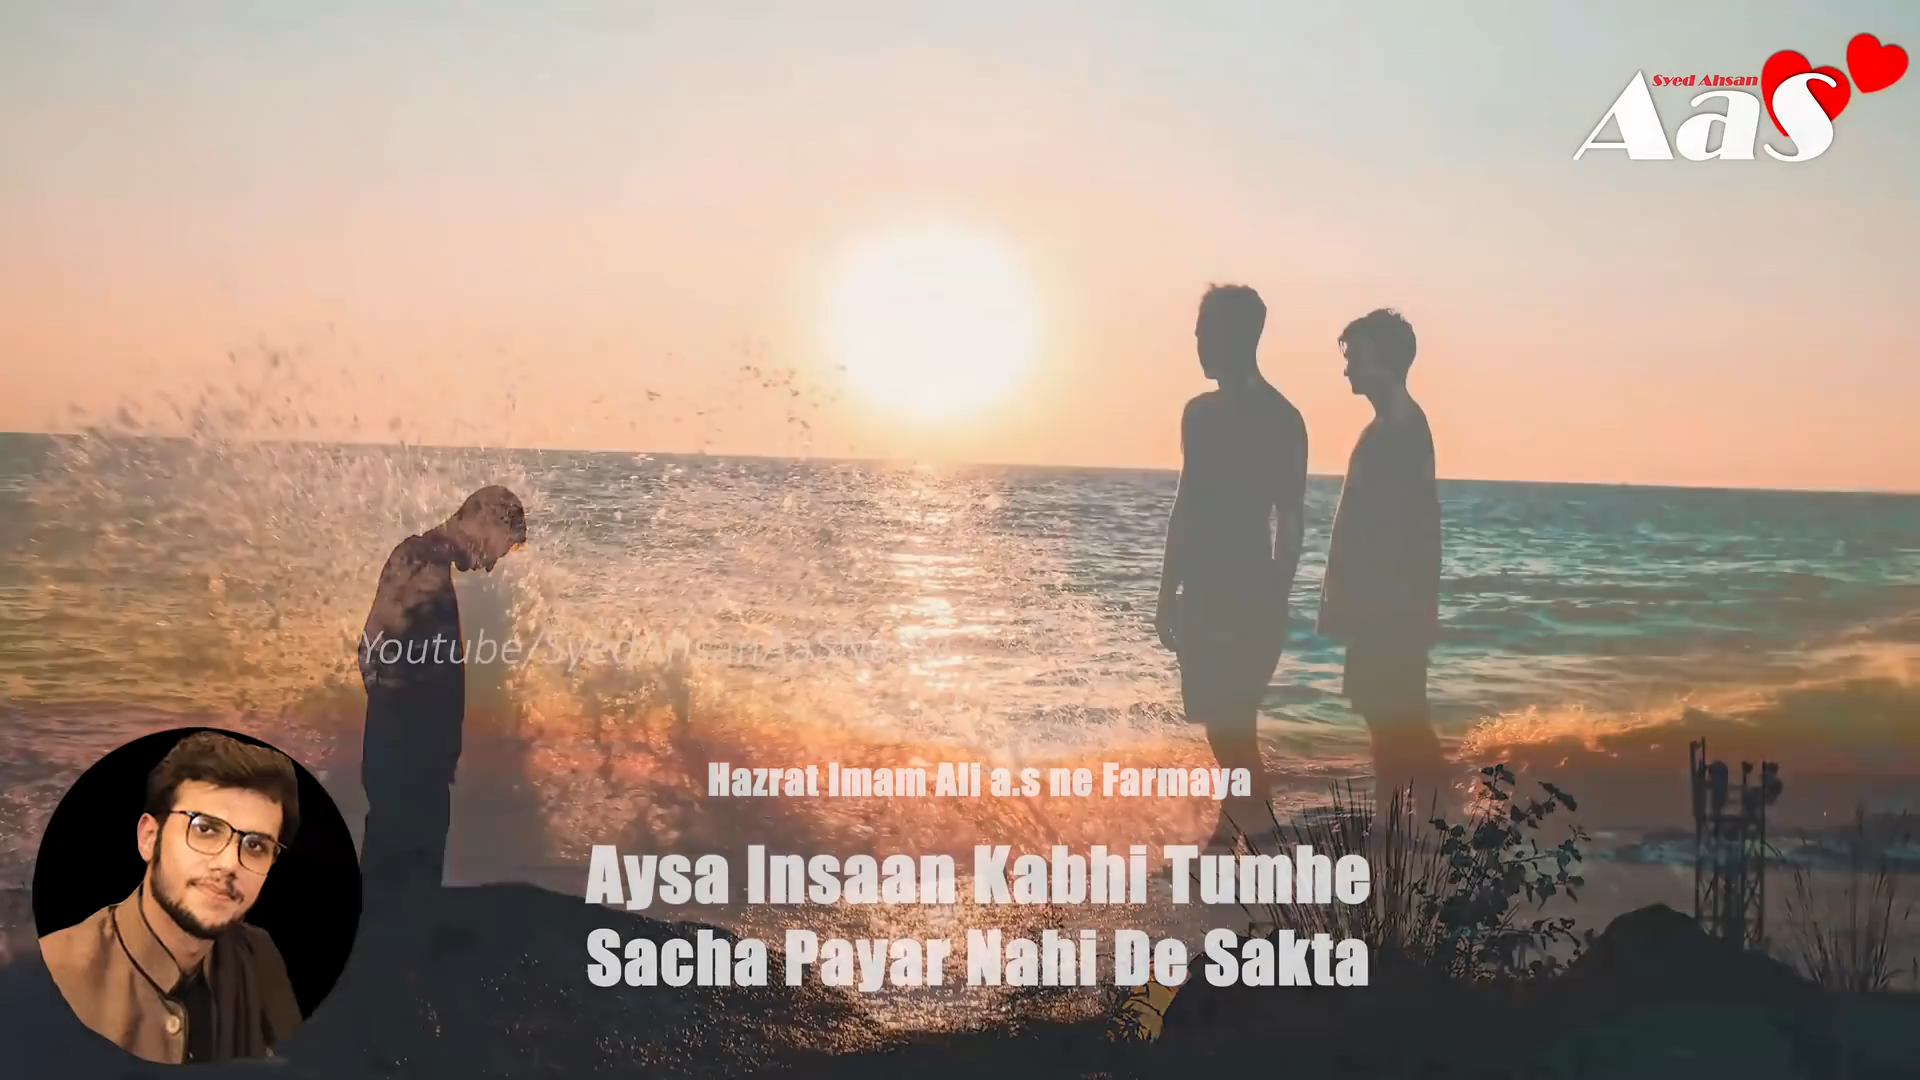 Syed Ahsan
AaS
Hazrat Imam Ali a.s ne Farmaya
Aysa Insaan Kabhi Tumhe
Sacha Payar Nahi De Sakta